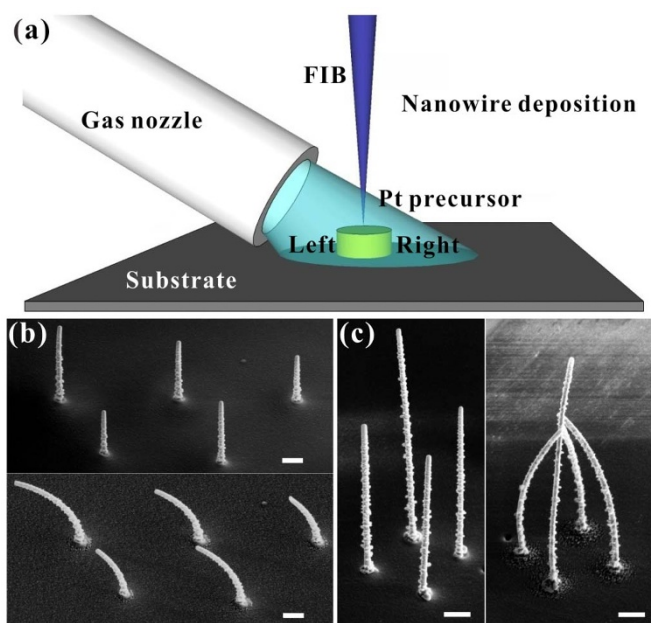 (a)
FIB
Nanowire deposition
Gas nozzle
Pt precursor
Left
Right
Substrate
(b)
(c)